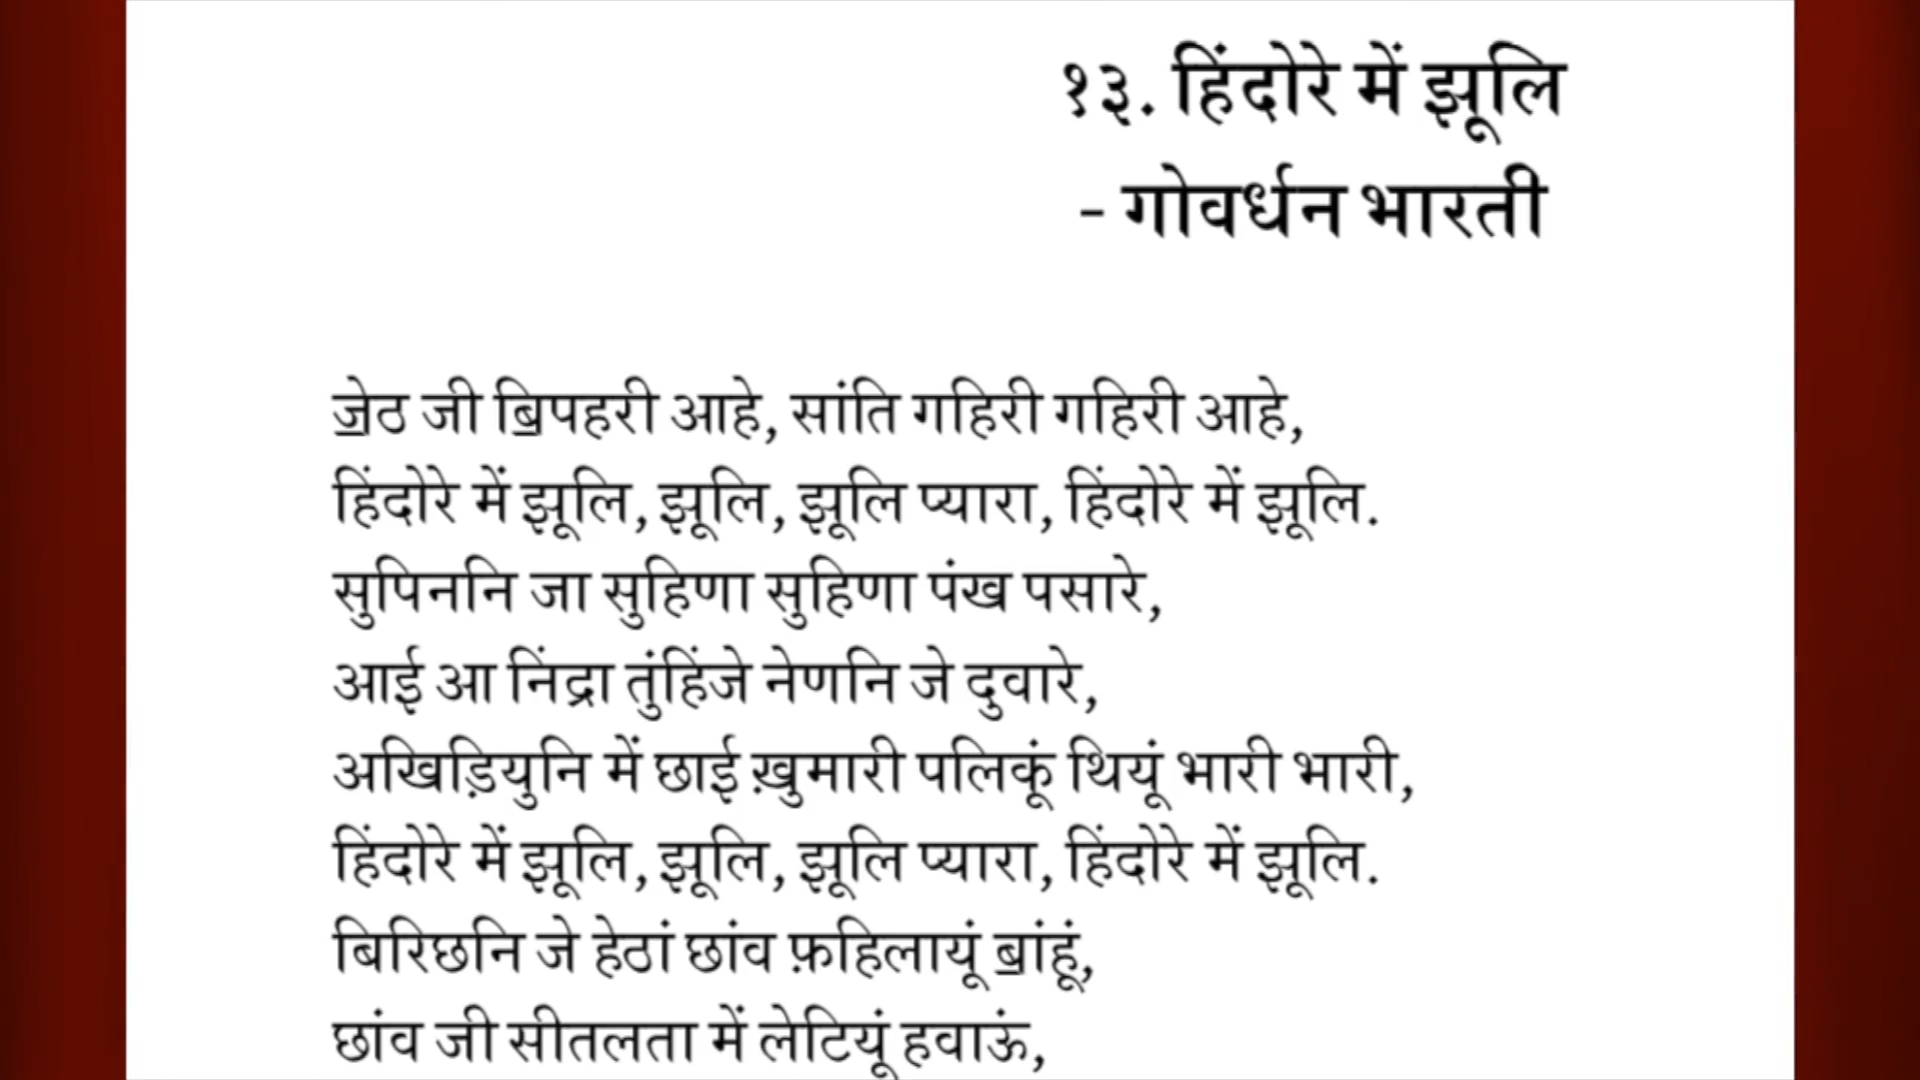 १३. हिंदोरे में झूलि
- गोवर्धन भारती
ॼेठ जी ॿिपहरी आहे, सांति गहिरी गहिरी आहे,
हिंदोरे में झूलि, झूलि, झूलि प्यारा, हिंदोरे में झूलि.
सुपिननि जा सुहिणा सुहिणा पंख पसारे,
आई आ निंद्रा तुंहिंजे नेणनि जे दुवारे,
अखिड़ियुनि में छाई ख़ुमारी पलिकूं थियूं भारी भारी,
हिंदोरे में झूलि, झूलि, झूलि प्यारा, हिंदोरे में झूलि.
बिरिछनि जे हेठां छांव फ़हिलायूं ॿांहूं,
छांव जी सीतलता में लेटियूं हवाऊं,